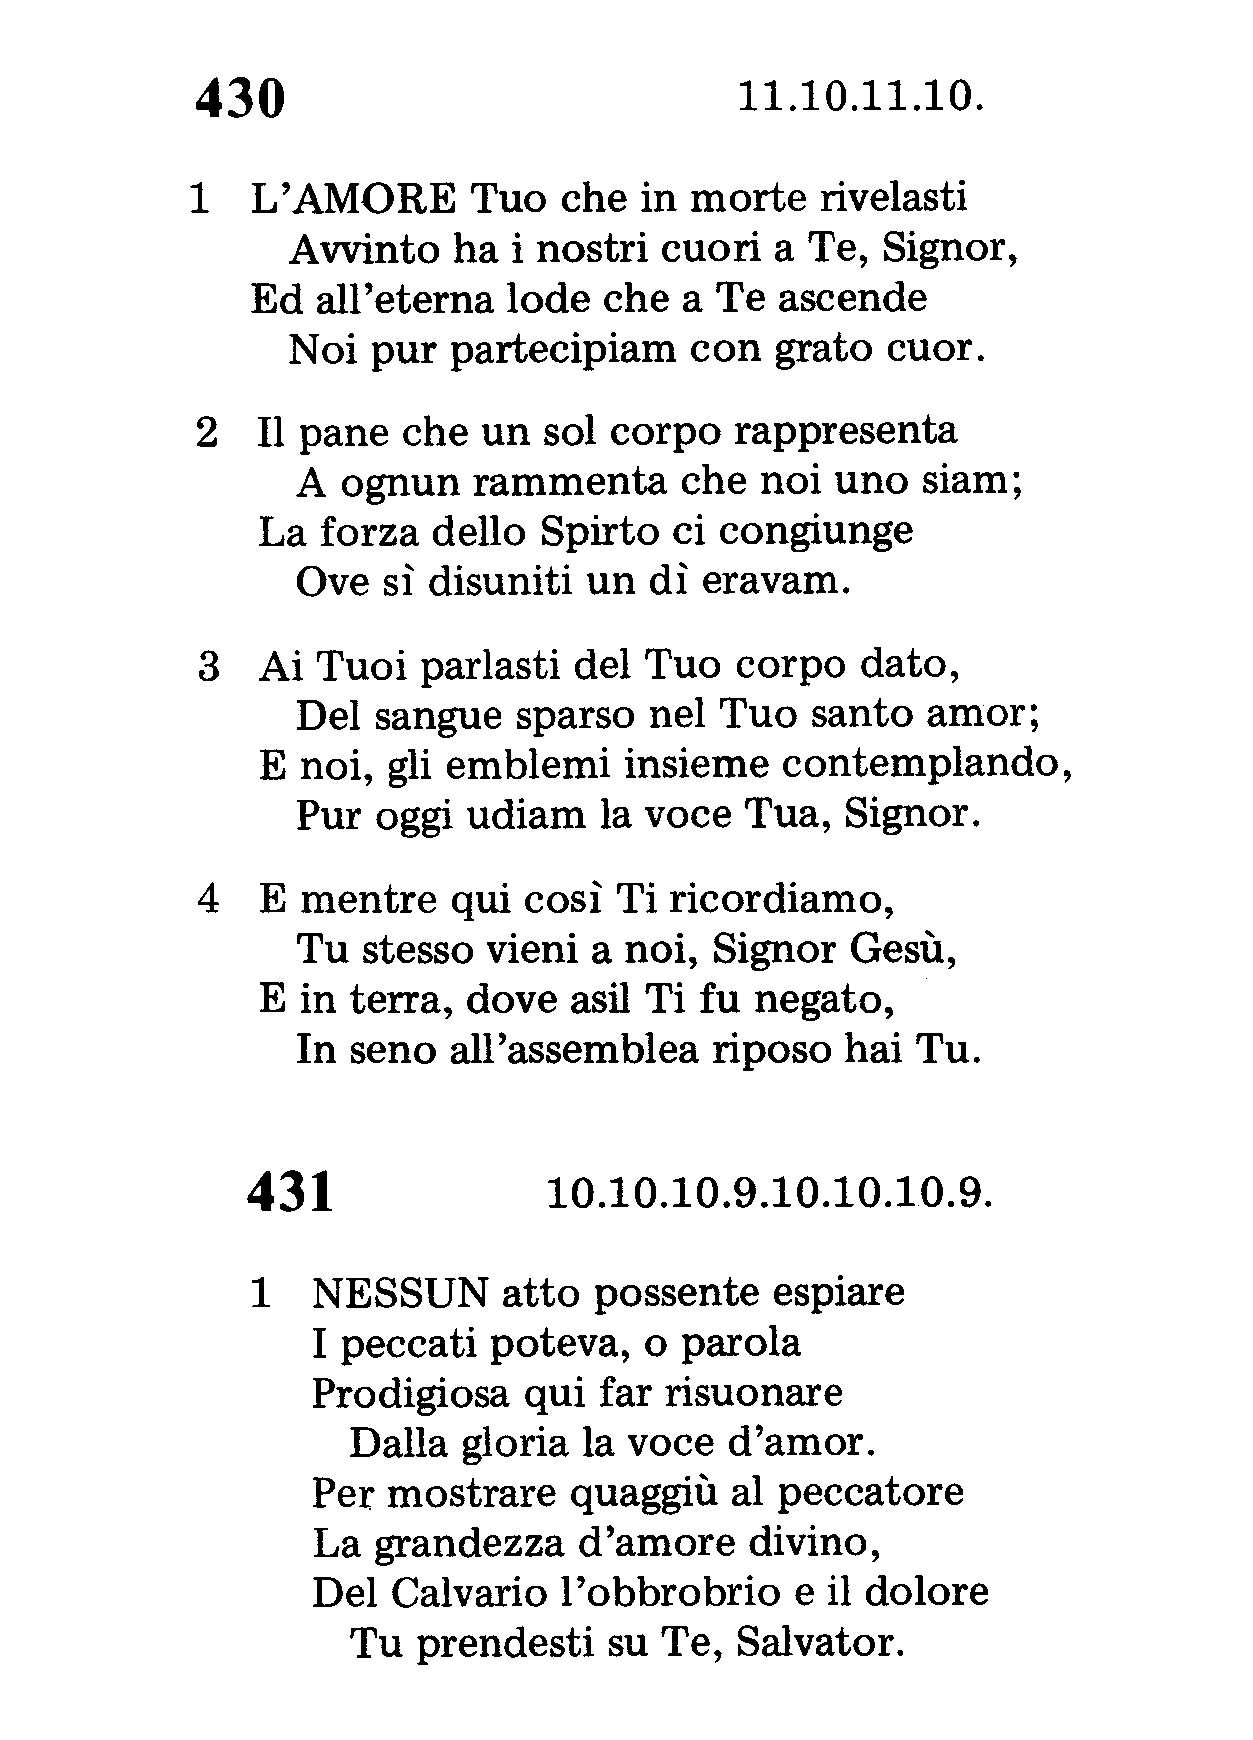 430 11.10.11.10.
1 L'AMORE Tuo che in morte rivelasti
Avvinto ha i nostri cuori a Te, Signor,
Ed all'eterna lode che a Te ascende
Noi pur partecipiam con grato cuor.
2 Il pane che un sol corpo rappresenta
A ognun rammenta che noi uno siam;
La forza dello Spirto ci congiunge
Ove sì disuniti un dì eravam.
3 Ai Tuoi parlasti del Tuo corpo dato,
Del sangue sparso nel Tuo santo amor;
E noi, gli emblemi insieme contemplando,
Pur oggi udiam la voce Tua, Signor.
4 E mentre qui così Ti ricordiamo,
Tu stesso vieni a noi, Signor Gesù,
E in terra, dove asil Ti fu negato,
In seno all'assemblea riposo hai Tu.
431 10.10.10.9.10.10.10.9.
1 NESSUN atto possente espiare
I peccati poteva, o parola
Prodigiosa qui far risuonare
Dalla gloria la voce d'amor.
Per mostrare quaggiù al peccatore
La grandezza d'amore divino,
Del Calvario l'obbrobrio e il dolore
Tu prendesti su Te, Salvator.